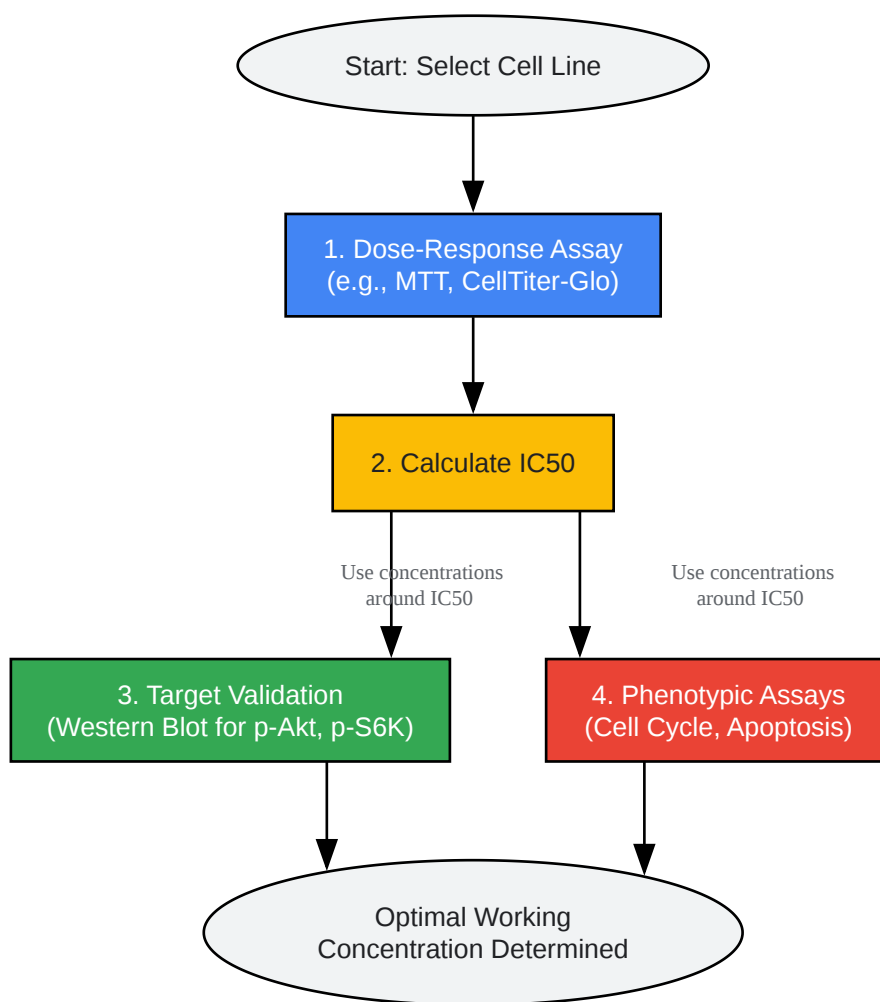 Start: Select Cell Line
1. Dose-Response Assay
(e.g., MTT, CellTiter-Glo)
2. Calculate IC50
Use concentrations
around IC50
Use concentrations
around IC50
3. Target Validation
(Western Blot for p-Akt, p-S6K)
4. Phenotypic Assays
(Cell Cycle, Apoptosis)
Optimal Working
Concentration Determined